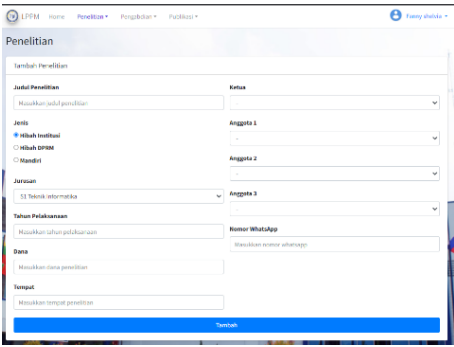 LPPM Home Penelitian Pengabdian Publikasi
Penelitian
Tambah Penelitian
Judul Penelitian
Masukkan judul penelitian
Jenis
Hibah Institusi
Hibah DPRM
Mandiri
Jurusan
S1 Teknik Informatika
Tahun Pelaksanaan
Masukkan tahun pelaksanaan
Dana
Masukkan dana penelitian
Tempat
Masukkan tempat penelitian
Ketua
Anggota 1
-
Anggota 2
-
Anggota 3
-
Nomor WhatsApp
Masukkan nomor whatsapp
Tambah